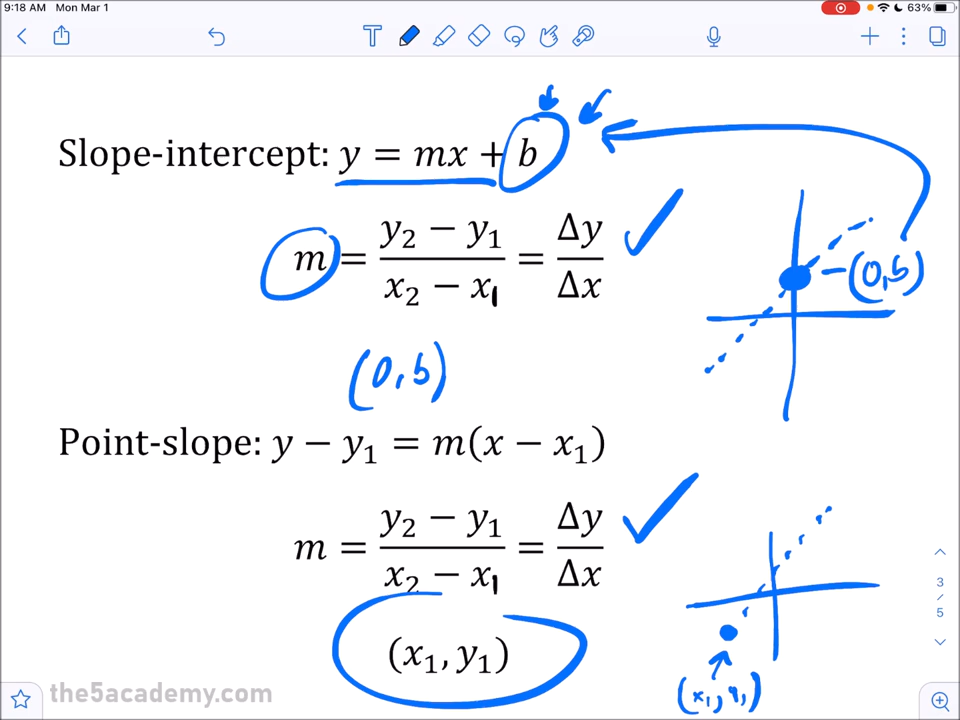 9:18 AM Mon Mar 1
63%
T
Slope-intercept: y = mx + b
m = (y₂ − y₁)/(x₂ − x₁) = Δy/Δx ✓
(0,b)
(0,b)
Point-slope: y − y₁ = m(x − x₁)
m = (y₂ − y₁)/(x₂ − x₁) = Δy/Δx ✓
(x₁, y₁)
(x₁, y₁)
3
/
5
the5academy.com